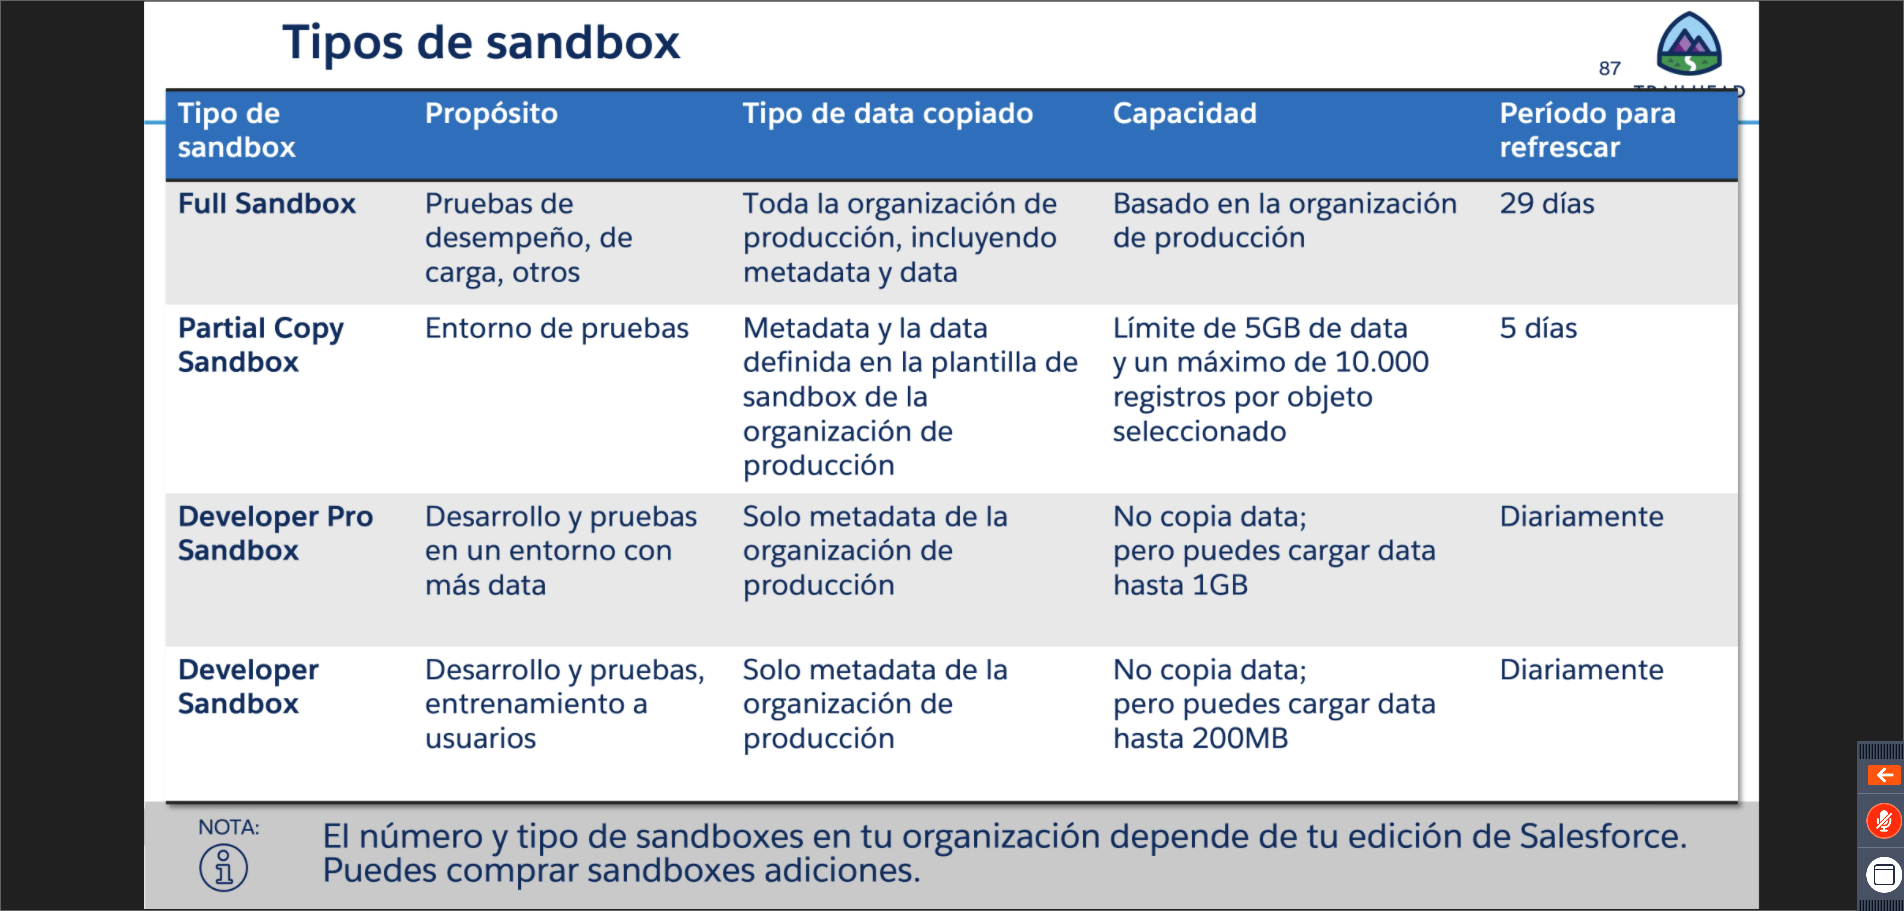 Tipos de sandbox
87
TRAILHEAD
Tipo de
sandbox
Propósito
Tipo de data copiado
Capacidad
Período para
refrescar
Full Sandbox
Pruebas de
desempeño, de
carga, otros
Toda la organización de
producción, incluyendo
metadata y data
Basado en la organización
de producción
29 días
Partial Copy
Sandbox
Entorno de pruebas
Metadata y la data
definida en la plantilla de
sandbox de la
organización de
producción
Límite de 5GB de data
y un máximo de 10.000
registros por objeto
seleccionado
5 días
Developer Pro
Sandbox
Desarrollo y pruebas
en un entorno con
más data
Solo metadata de la
organización de
producción
No copia data;
pero puedes cargar data
hasta 1GB
Diariamente
Developer
Sandbox
Desarrollo y pruebas,
entrenamiento a
usuarios
Solo metadata de la
organización de
producción
No copia data;
pero puedes cargar data
hasta 200MB
Diariamente
NOTA:
El número y tipo de sandboxes en tu organización depende de tu edición de Salesforce.
Puedes comprar sandboxes adiciones.